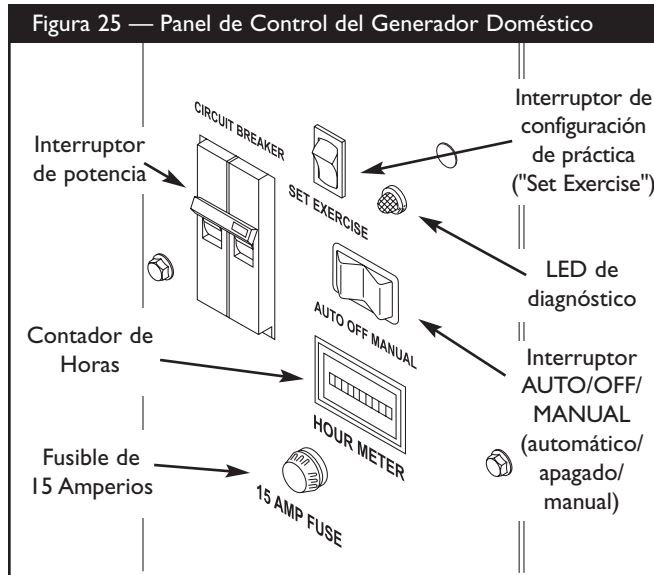 Figura 25 — Panel de Control del Generador Doméstico
Interruptor
de potencia
CIRCUIT BREAKER
SET EXERCISE
Interruptor de
configuración
de práctica
("Set Exercise")
LED de
diagnóstico
AUTO OFF MANUAL
Contador de
Horas
HOUR METER
Interruptor
AUTO/OFF/
MANUAL
(automático/
apagado/
manual)
Fusible de
15 Amperios
15 AMP FUSE